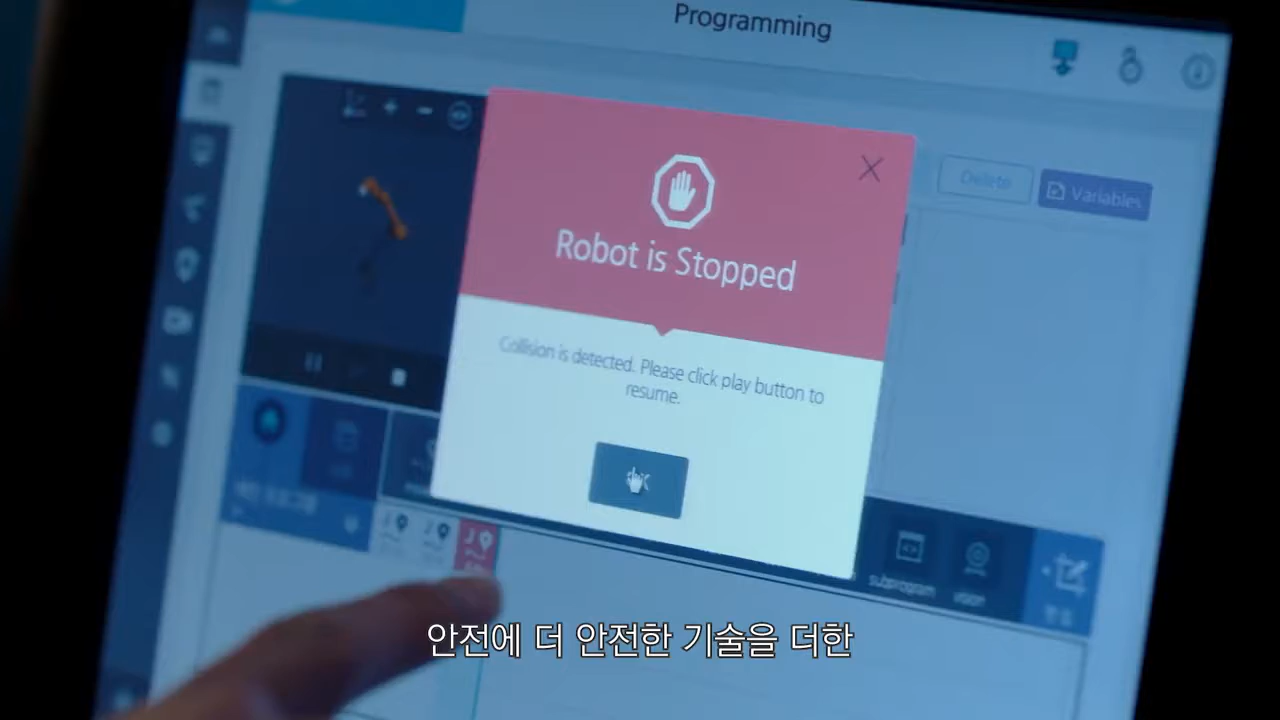 Programming
Delete
Variables
Robot is Stopped
Collision is detected. Please click play button to
resume.
subprogram
vision
안전에 더 안전한 기술을 더한